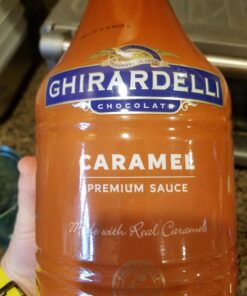 GHIRARDELLI
CHOCOLATE
CARAMEL
PREMIUM SAUCE
Made with Real Caramel